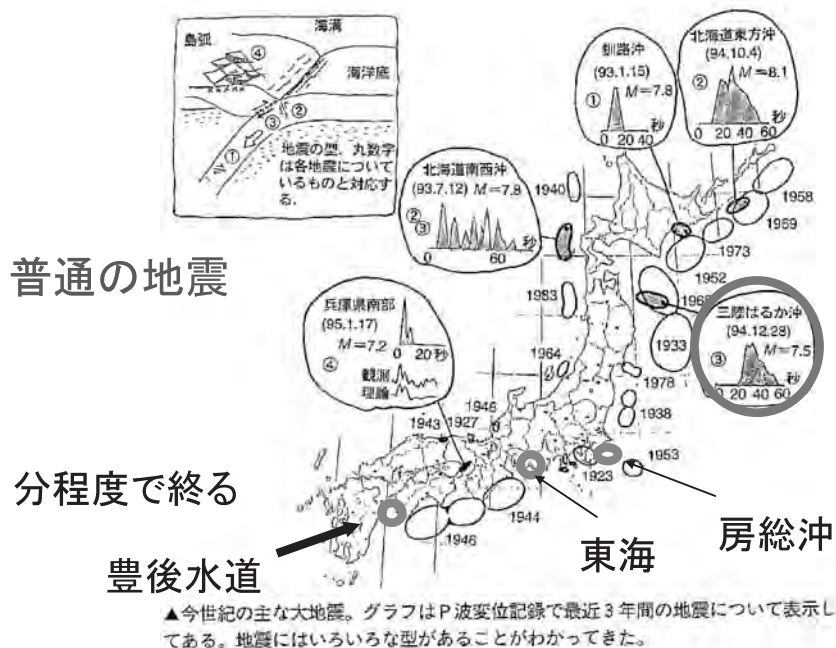 海溝
島弧
④
海洋底
②
③
①
地震の型、丸数字
は各地震について
いるものと対応す
る.
釧路沖
(93.1.15)
M=7.8
①
秒
0 20 40
北海道東方沖
(94.10.4)
② M=8.1
秒
0 20 40 60
北海道南西沖
(93.7.12) M=7.8
②
③
0 60 秒
1940
1958
1969
1973
1952
1983
三陸はるか沖
(94.12.28)
③ M=7.5
秒
0 20 40 60
1933
普通の地震
兵庫県南部
(95.1.17)
M=7.2
④
0 20秒
観測
理論
1964
1978
1938
1943 1927
1953
1923
1944
1946
分程度で終る
豊後水道
東海
房総沖
▲今世紀の主な大地震。グラフはP波変位記録で最近3年間の地震について表示し
てある。地震にはいろいろな型があることがわかってきた。